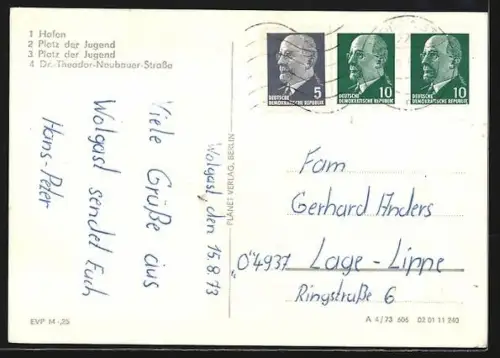 1 Hafen
2 Platz der Jugend
3 Platz der Jugend
4 Dr.-Theodor-Neubauer-Straße
5
DEUTSCHE
DEMOKRATISCHE REPUBLIK
10
DEUTSCHE
DEMOKRATISCHE REPUBLIK
10
DEUTSCHE
DEMOKRATISCHE REPUBLIK
Wolgast, den 15.8.73
Viele Grüße aus
Wolgast sendet Euch
Hans-Peter
PLANET VERLAG, BERLIN
Fam
Gerhard Anders
"O"4937 Lage-Lippe
Ringstraße 6
EVP M -,25
A 4/73 606 02 01 11 240